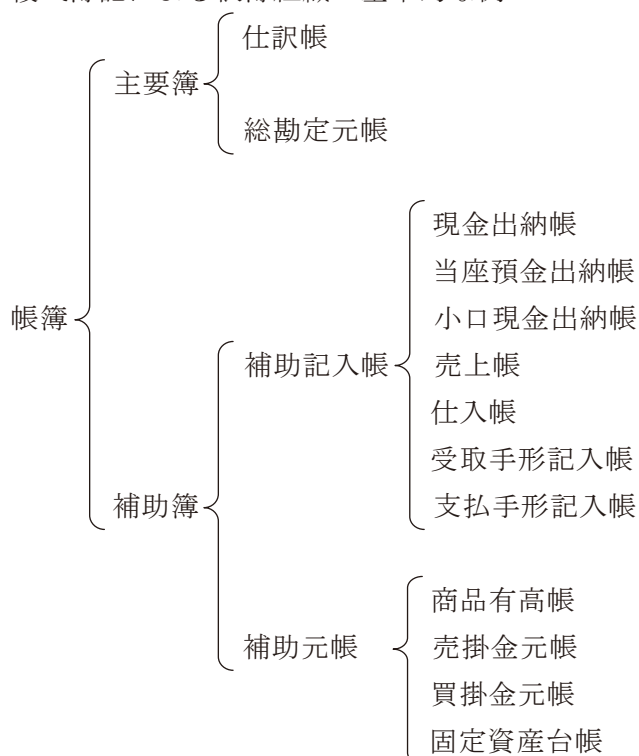 仕訳帳
主要簿
総勘定元帳
現金出納帳
当座預金出納帳
小口現金出納帳
帳簿
補助記入帳
売上帳
仕入帳
受取手形記入帳
補助簿
支払手形記入帳
商品有高帳
補助元帳
売掛金元帳
買掛金元帳
固定資産台帳